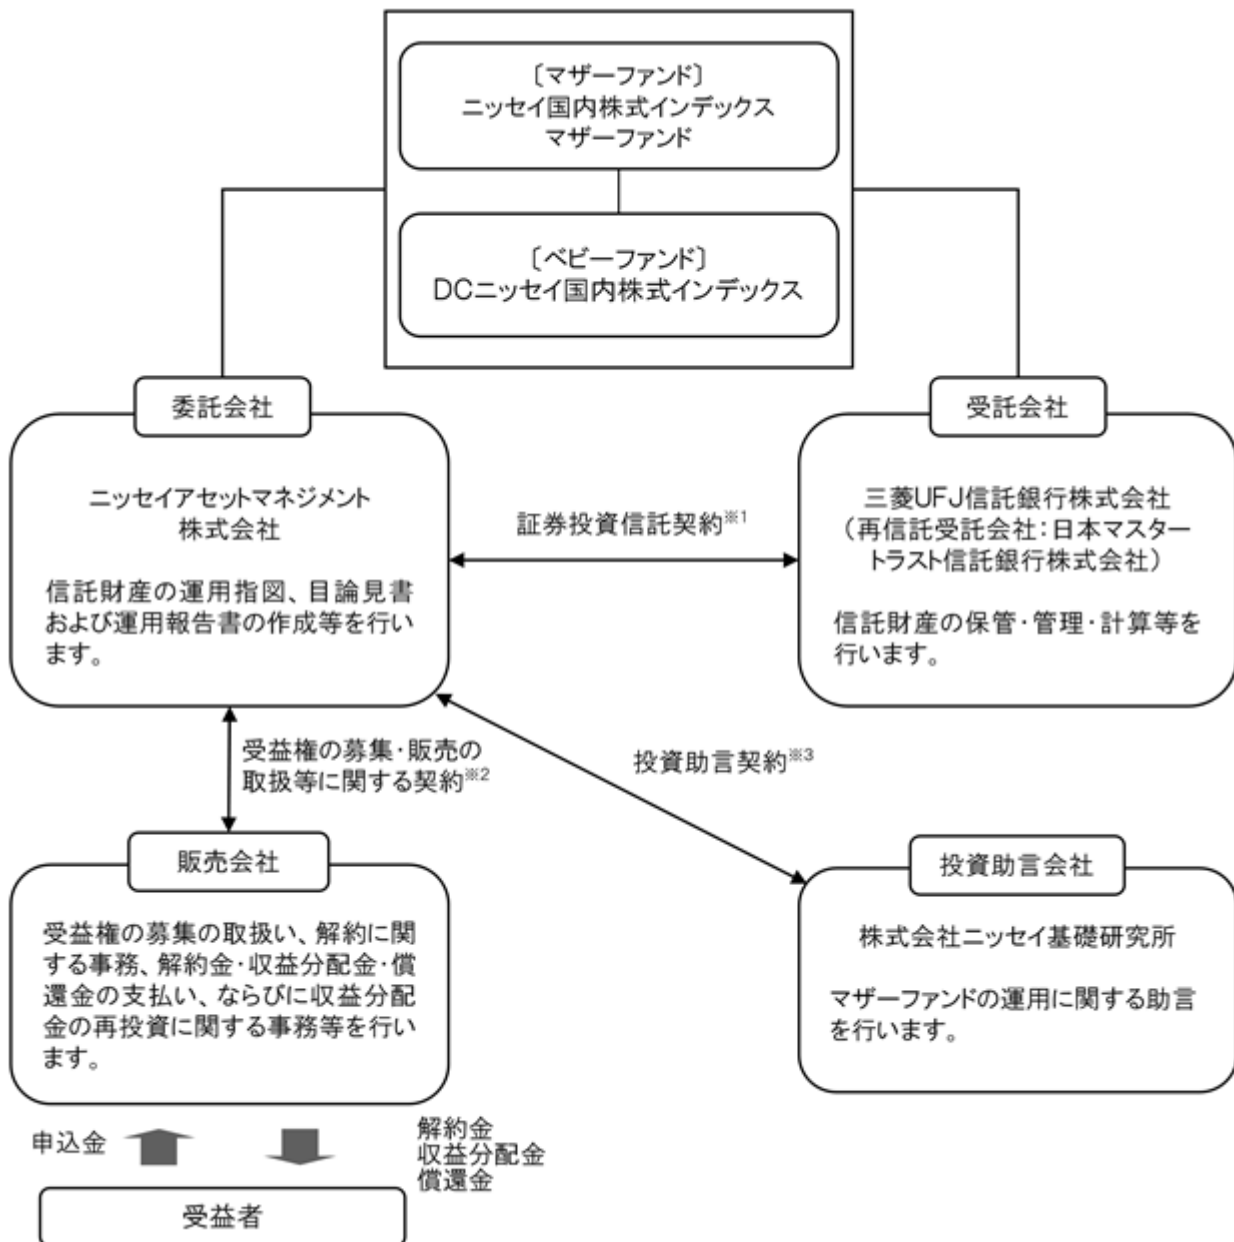 〔マザーファンド〕
ニッセイ国内株式インデックス
マザーファンド
〔ベビーファンド〕
DCニッセイ国内株式インデックス
委託会社
ニッセイアセットマネジメント
株式会社
信託財産の運用指図、目論見書
および運用報告書の作成等を行い
ます。
証券投資信託契約※1
受託会社
三菱UFJ信託銀行株式会社
（再信託受託会社：日本マスター
トラスト信託銀行株式会社）
信託財産の保管・管理・計算等を
行います。
受益権の募集・販売の
取扱等に関する契約※2
投資助言契約※3
販売会社
受益権の募集の取扱い、解約に関
する事務、解約金・収益分配金・償
還金の支払い、ならびに収益分配
金の再投資に関する事務等を行い
ます。
投資助言会社
株式会社ニッセイ基礎研究所
マザーファンドの運用に関する助言
を行います。
申込金
解約金
収益分配金
償還金
受益者